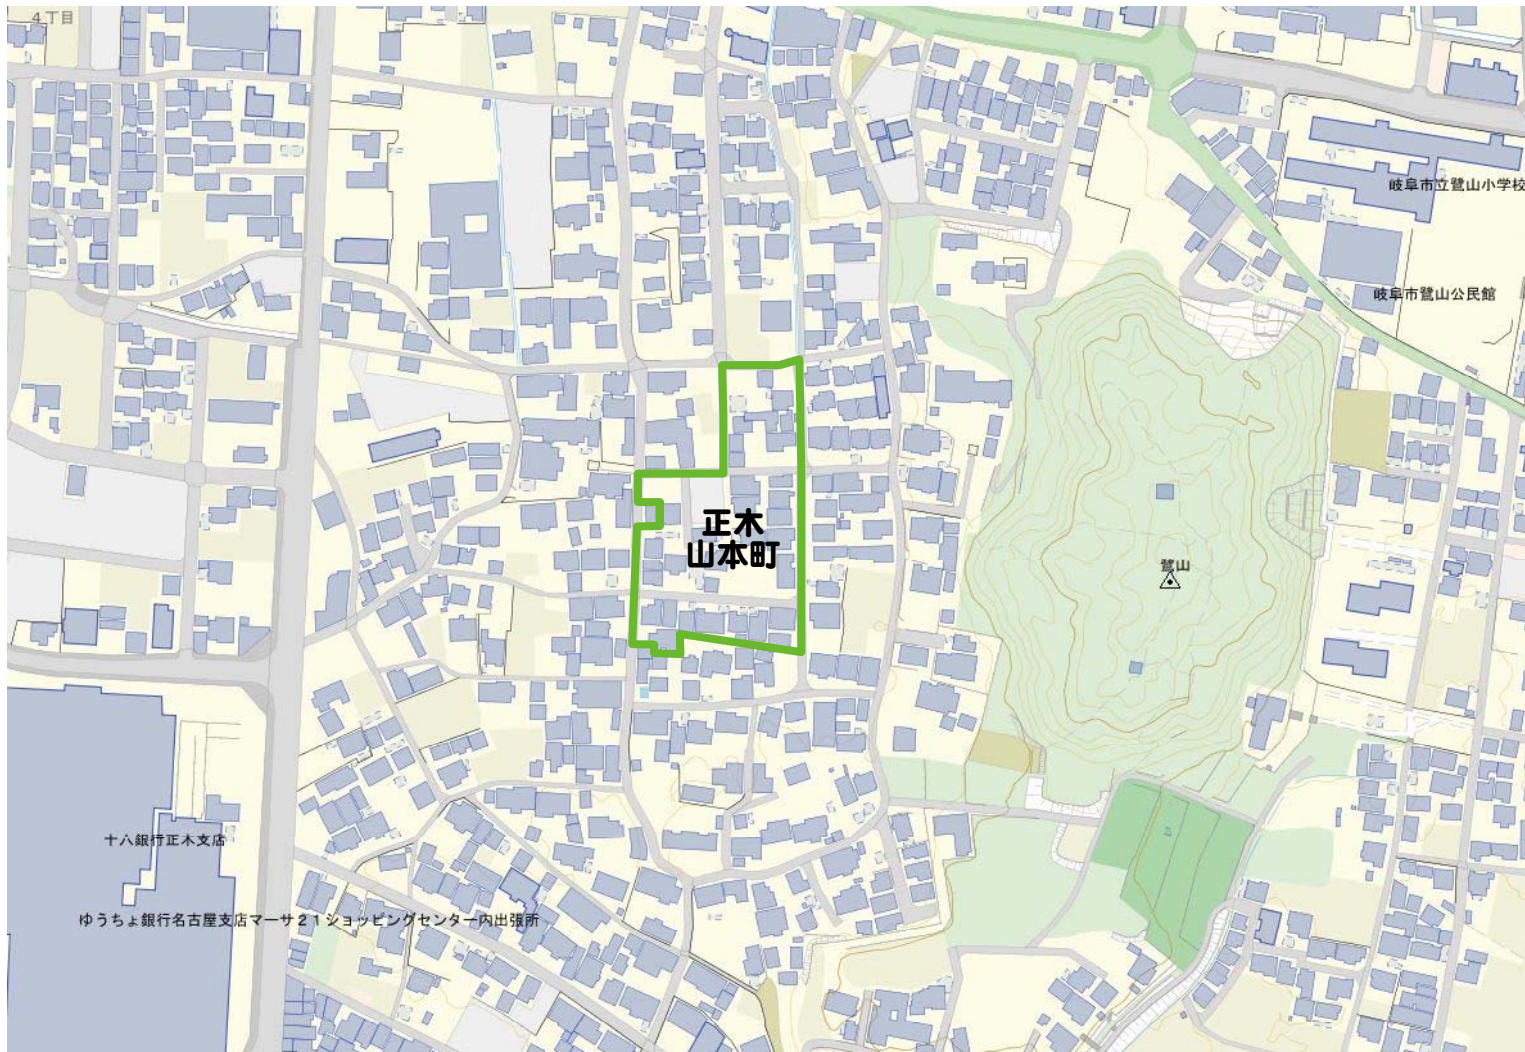 4丁目
岐阜市立鷺山小学校
岐阜市鷺山公民館
正木
山本町
鷺山
十八銀行正木支店
ゆうちょ銀行名古屋支店マーサ21ショッピングセンター内出張所